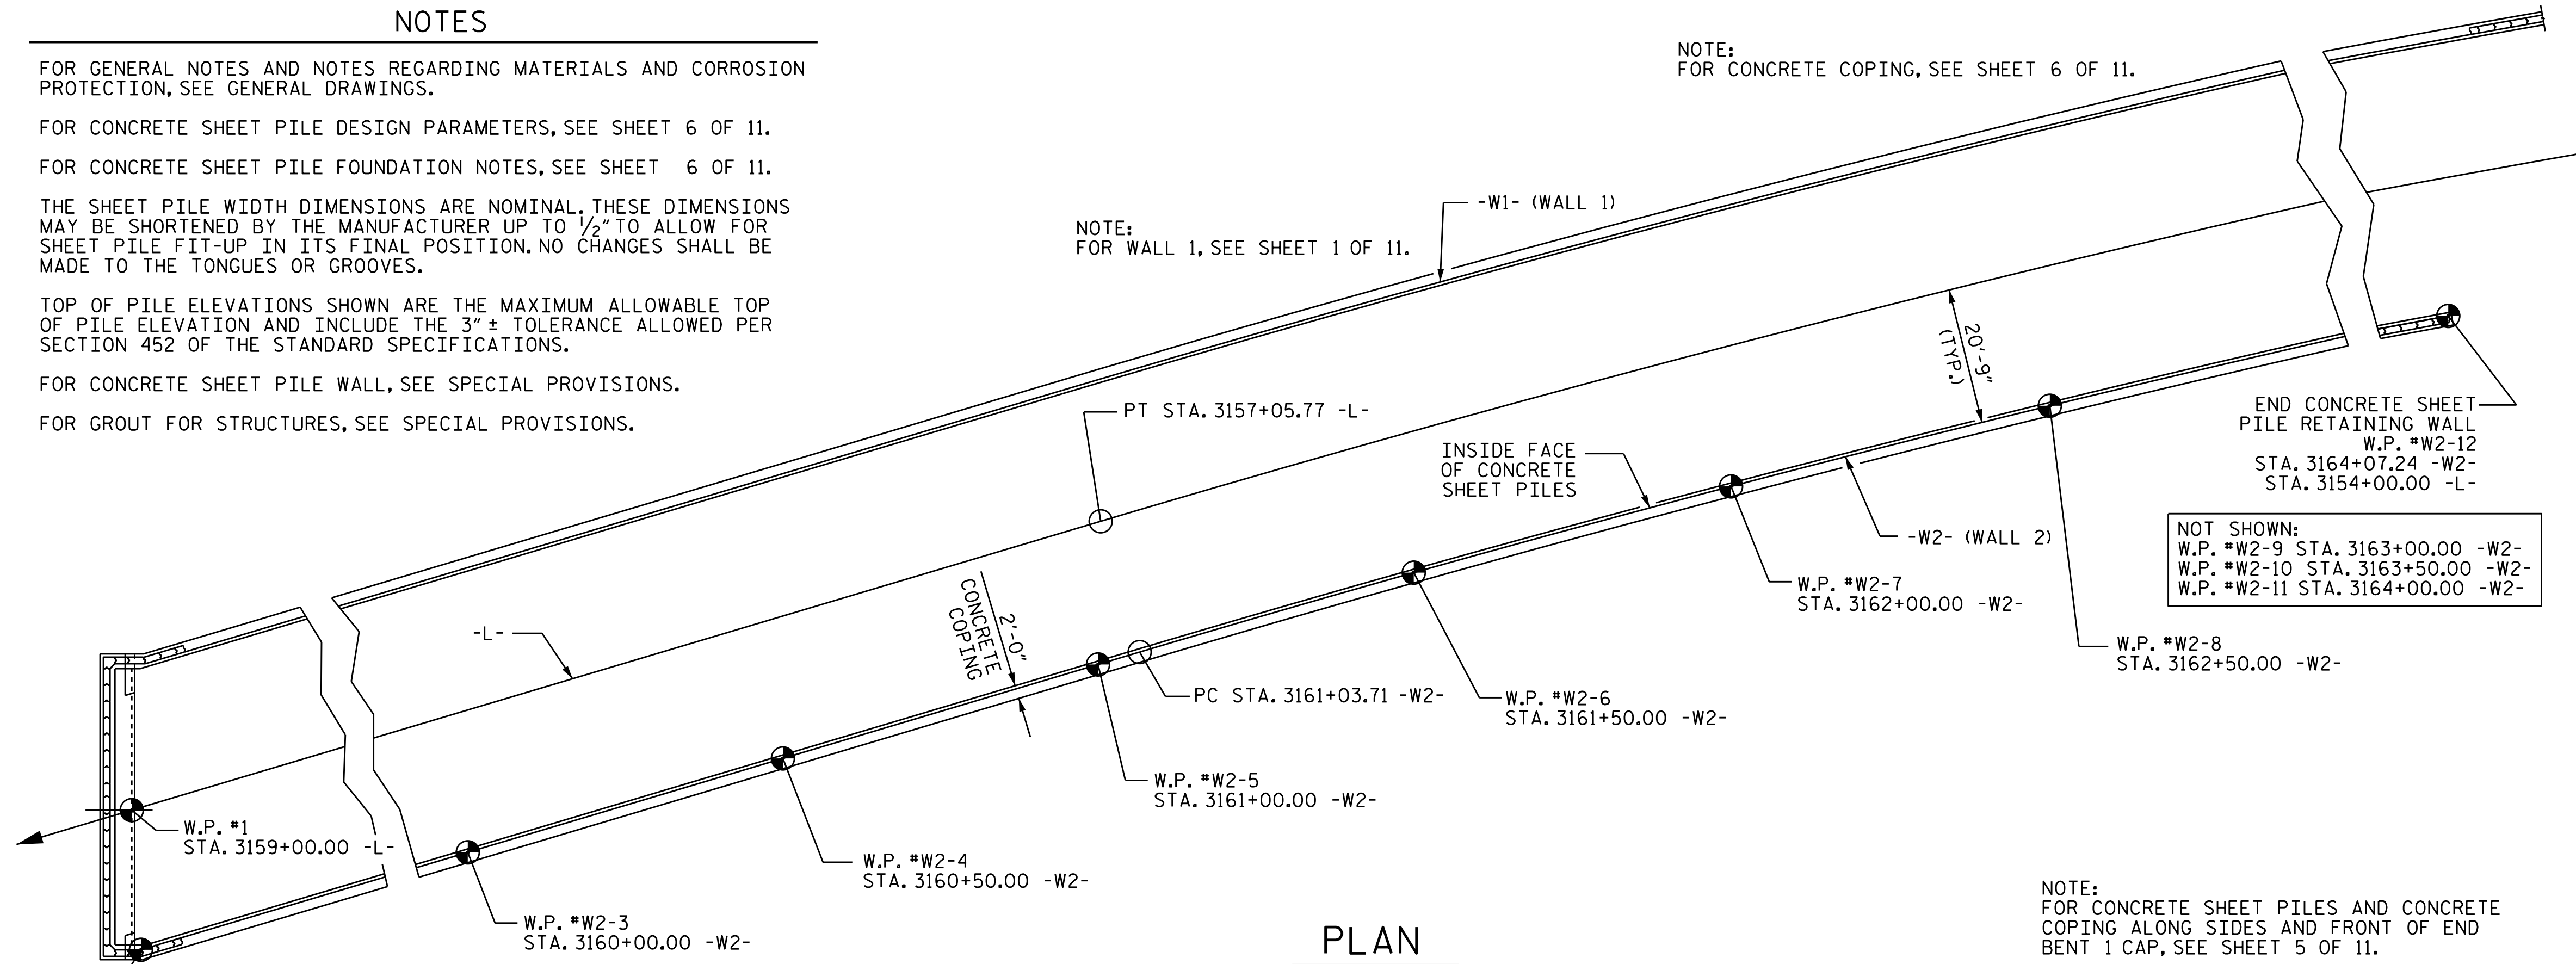 NOTES
FOR GENERAL NOTES AND NOTES REGARDING MATERIALS AND CORROSION
PROTECTION, SEE GENERAL DRAWINGS.
FOR CONCRETE SHEET PILE DESIGN PARAMETERS, SEE SHEET 6 OF 11.
FOR CONCRETE SHEET PILE FOUNDATION NOTES, SEE SHEET 6 OF 11.
THE SHEET PILE WIDTH DIMENSIONS ARE NOMINAL. THESE DIMENSIONS
MAY BE SHORTENED BY THE MANUFACTURER UP TO 1/2" TO ALLOW FOR
SHEET PILE FIT-UP IN ITS FINAL POSITION. NO CHANGES SHALL BE
MADE TO THE TONGUES OR GROOVES.
TOP OF PILE ELEVATIONS SHOWN ARE THE MAXIMUM ALLOWABLE TOP
OF PILE ELEVATION AND INCLUDE THE 3" ± TOLERANCE ALLOWED PER
SECTION 452 OF THE STANDARD SPECIFICATIONS.
FOR CONCRETE SHEET PILE WALL, SEE SPECIAL PROVISIONS.
FOR GROUT FOR STRUCTURES, SEE SPECIAL PROVISIONS.
NOTE:
FOR CONCRETE COPING, SEE SHEET 6 OF 11.
-W1- (WALL 1)
NOTE:
FOR WALL 1, SEE SHEET 1 OF 11.
20'-9"
(TYP.)
PT STA. 3157+05.77 -L-
INSIDE FACE
OF CONCRETE
SHEET PILES
END CONCRETE SHEET
PILE RETAINING WALL
W.P. #W2-12
STA. 3164+07.24 -W2-
STA. 3154+00.00 -L-
NOT SHOWN:
W.P. #W2-9 STA. 3163+00.00 -W2-
W.P. #W2-10 STA. 3163+50.00 -W2-
W.P. #W2-11 STA. 3164+00.00 -W2-
-W2- (WALL 2)
W.P. #W2-7
STA. 3162+00.00 -W2-
2'-0"
CONCRETE
COPING
-L-
W.P. #W2-8
STA. 3162+50.00 -W2-
PC STA. 3161+03.71 -W2-
W.P. #W2-6
STA. 3161+50.00 -W2-
W.P. #W2-5
STA. 3161+00.00 -W2-
W.P. #1
STA. 3159+00.00 -L-
W.P. #W2-4
STA. 3160+50.00 -W2-
W.P. #W2-3
STA. 3160+00.00 -W2-
PLAN
NOTE:
FOR CONCRETE SHEET PILES AND CONCRETE
COPING ALONG SIDES AND FRONT OF END
BENT 1 CAP, SEE SHEET 5 OF 11.